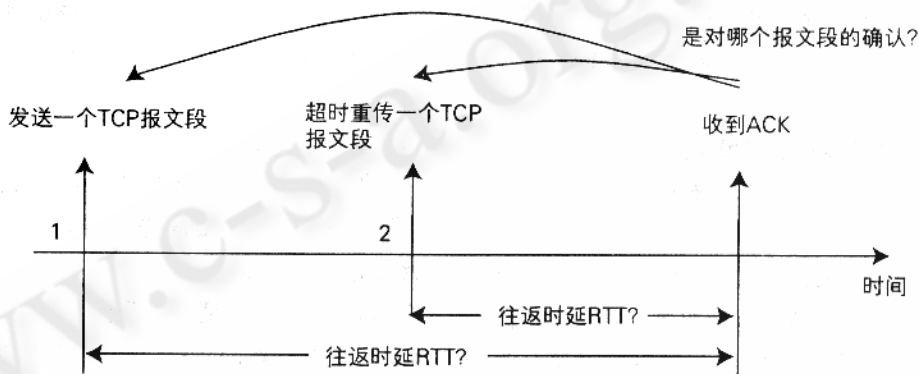 是对哪个报文段的确认?
发送一个TCP报文段
超时重传一个TCP
报文段
收到ACK
1
2
时间
往返时延RTT?
往返时延RTT?
www.c-s-a.org.